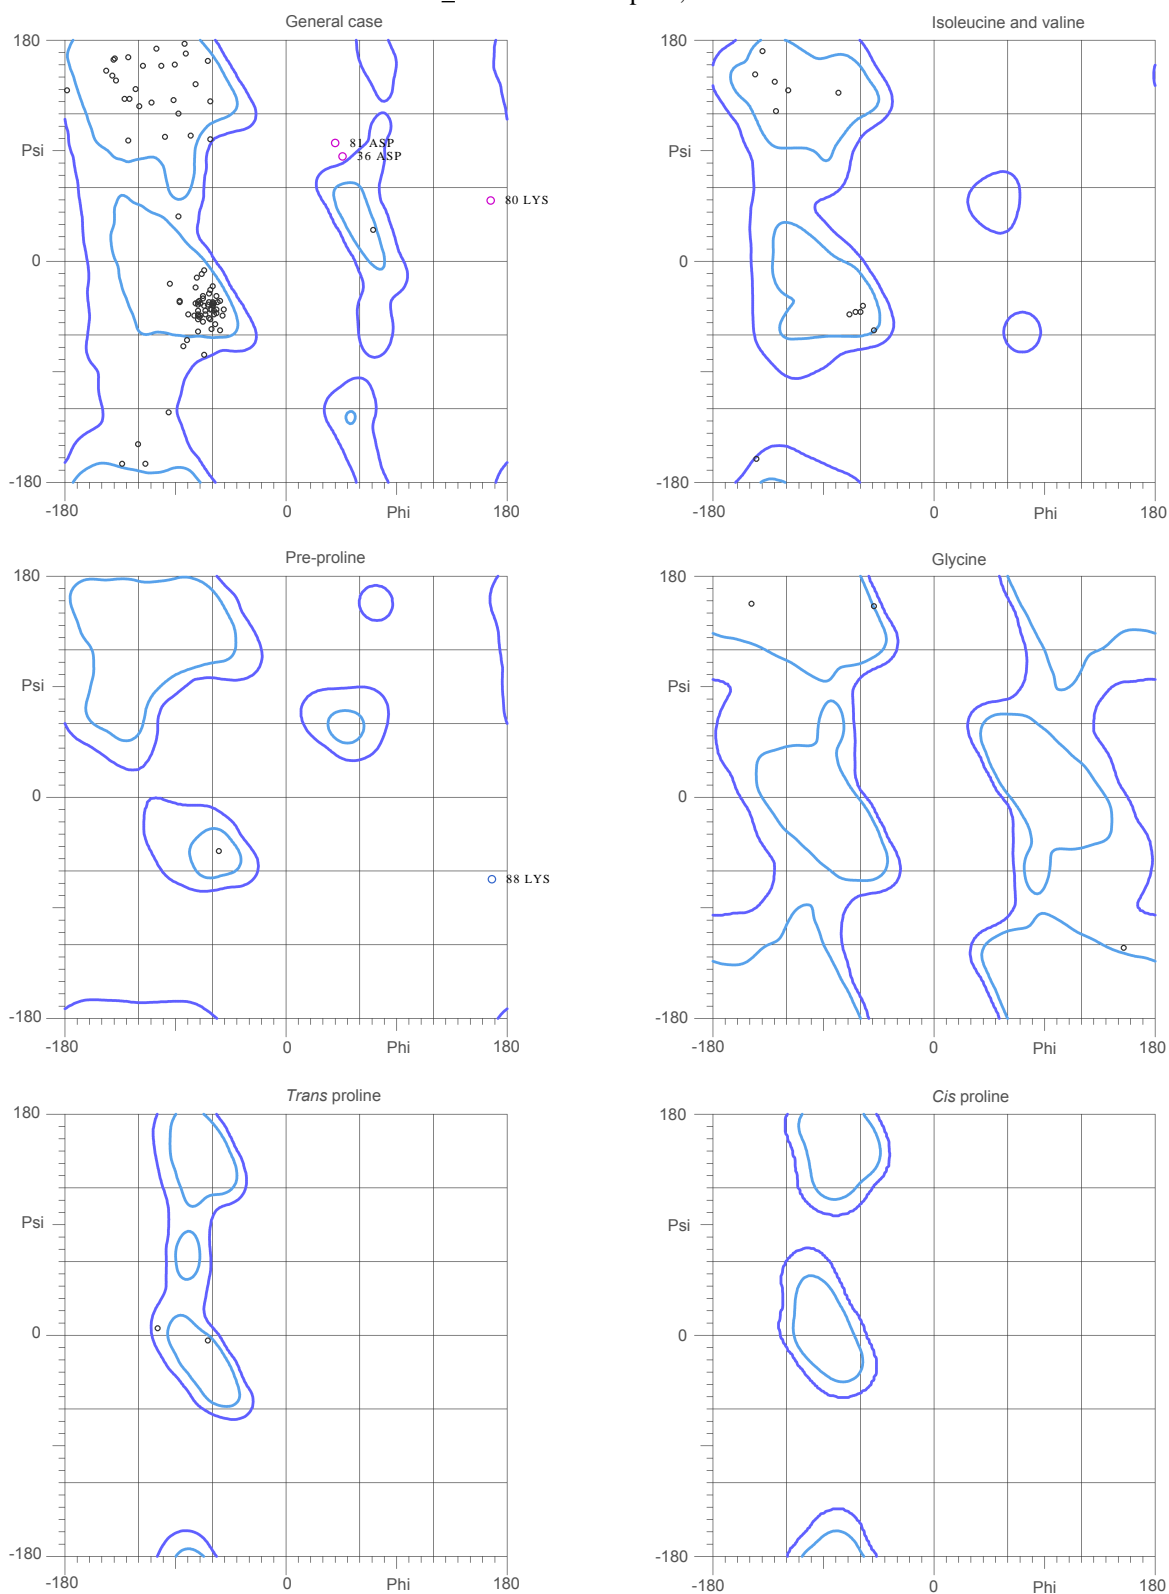 General case
Isoleucine and valine
180
180
81 ASP
Psi
36 ASP
Psi
80 LYS
0
0
-180
-180
-180
0
Phi
180
-180
0
Phi
180
Pre-proline
Glycine
180
180
Psi
Psi
0
0
88 LYS
-180
-180
-180
0
Phi
180
-180
0
Phi
180
Trans proline
Cis proline
180
180
Psi
Psi
0
0
-180
-180
-180
0
Phi
180
-180
0
Phi
180